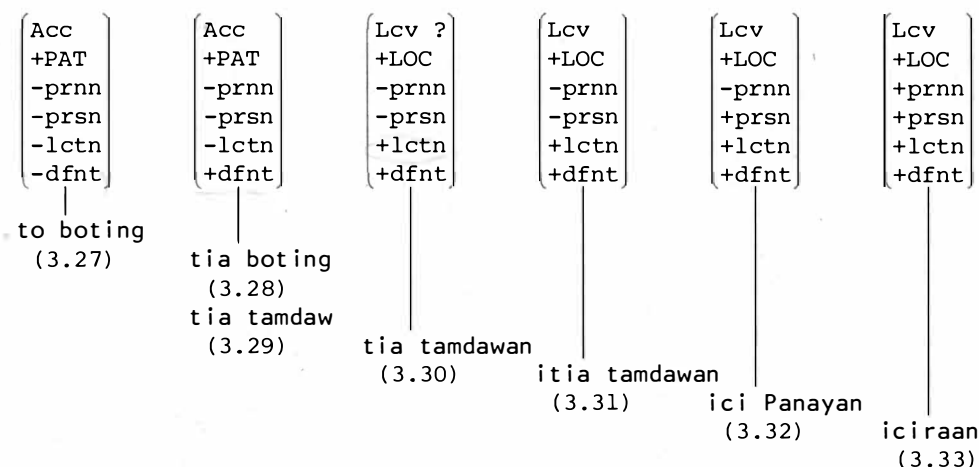 Acc Acc Lcv ? Lcv Lcv Lcv
+PAT +PAT +LOC +LOC +LOC +LOC
-prnn -prnn -prnn -prnn -prnn +prnn
-prsn -prsn -prsn -prsn +prsn +prsn
-lctn -lctn +lctn +lctn +lctn +lctn
-dfnt +dfnt +dfnt +dfnt +dfnt +dfnt
to boting
(3.27)
tia boting
(3.28)
tia tamdaw
(3.29)
tia tamdawan
(3.30)
itia tamdawan
(3.31)
ici Panayan
(3.32)
iciraan
(3.33)